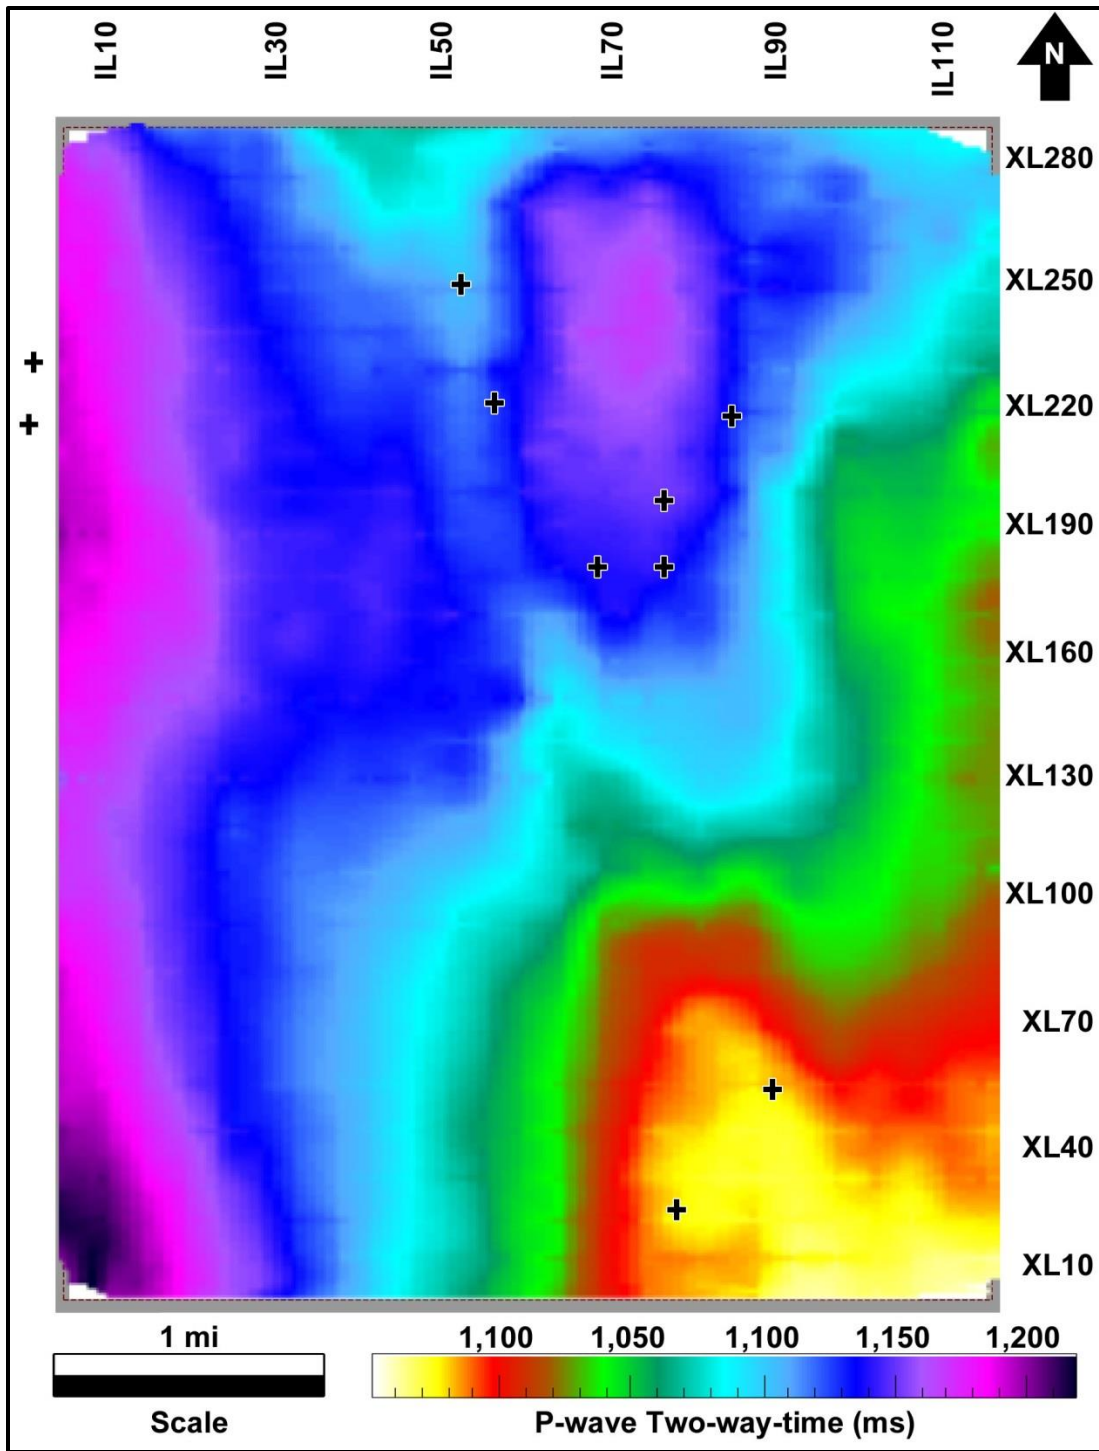 IL10 IL30 IL50 IL70 IL90 IL110 N
XL280
XL250
XL220
XL190
XL160
XL130
XL100
XL70
XL40
XL10
1 mi 1,100 1,050 1,100 1,150 1,200
Scale P-wave Two-way-time (ms)